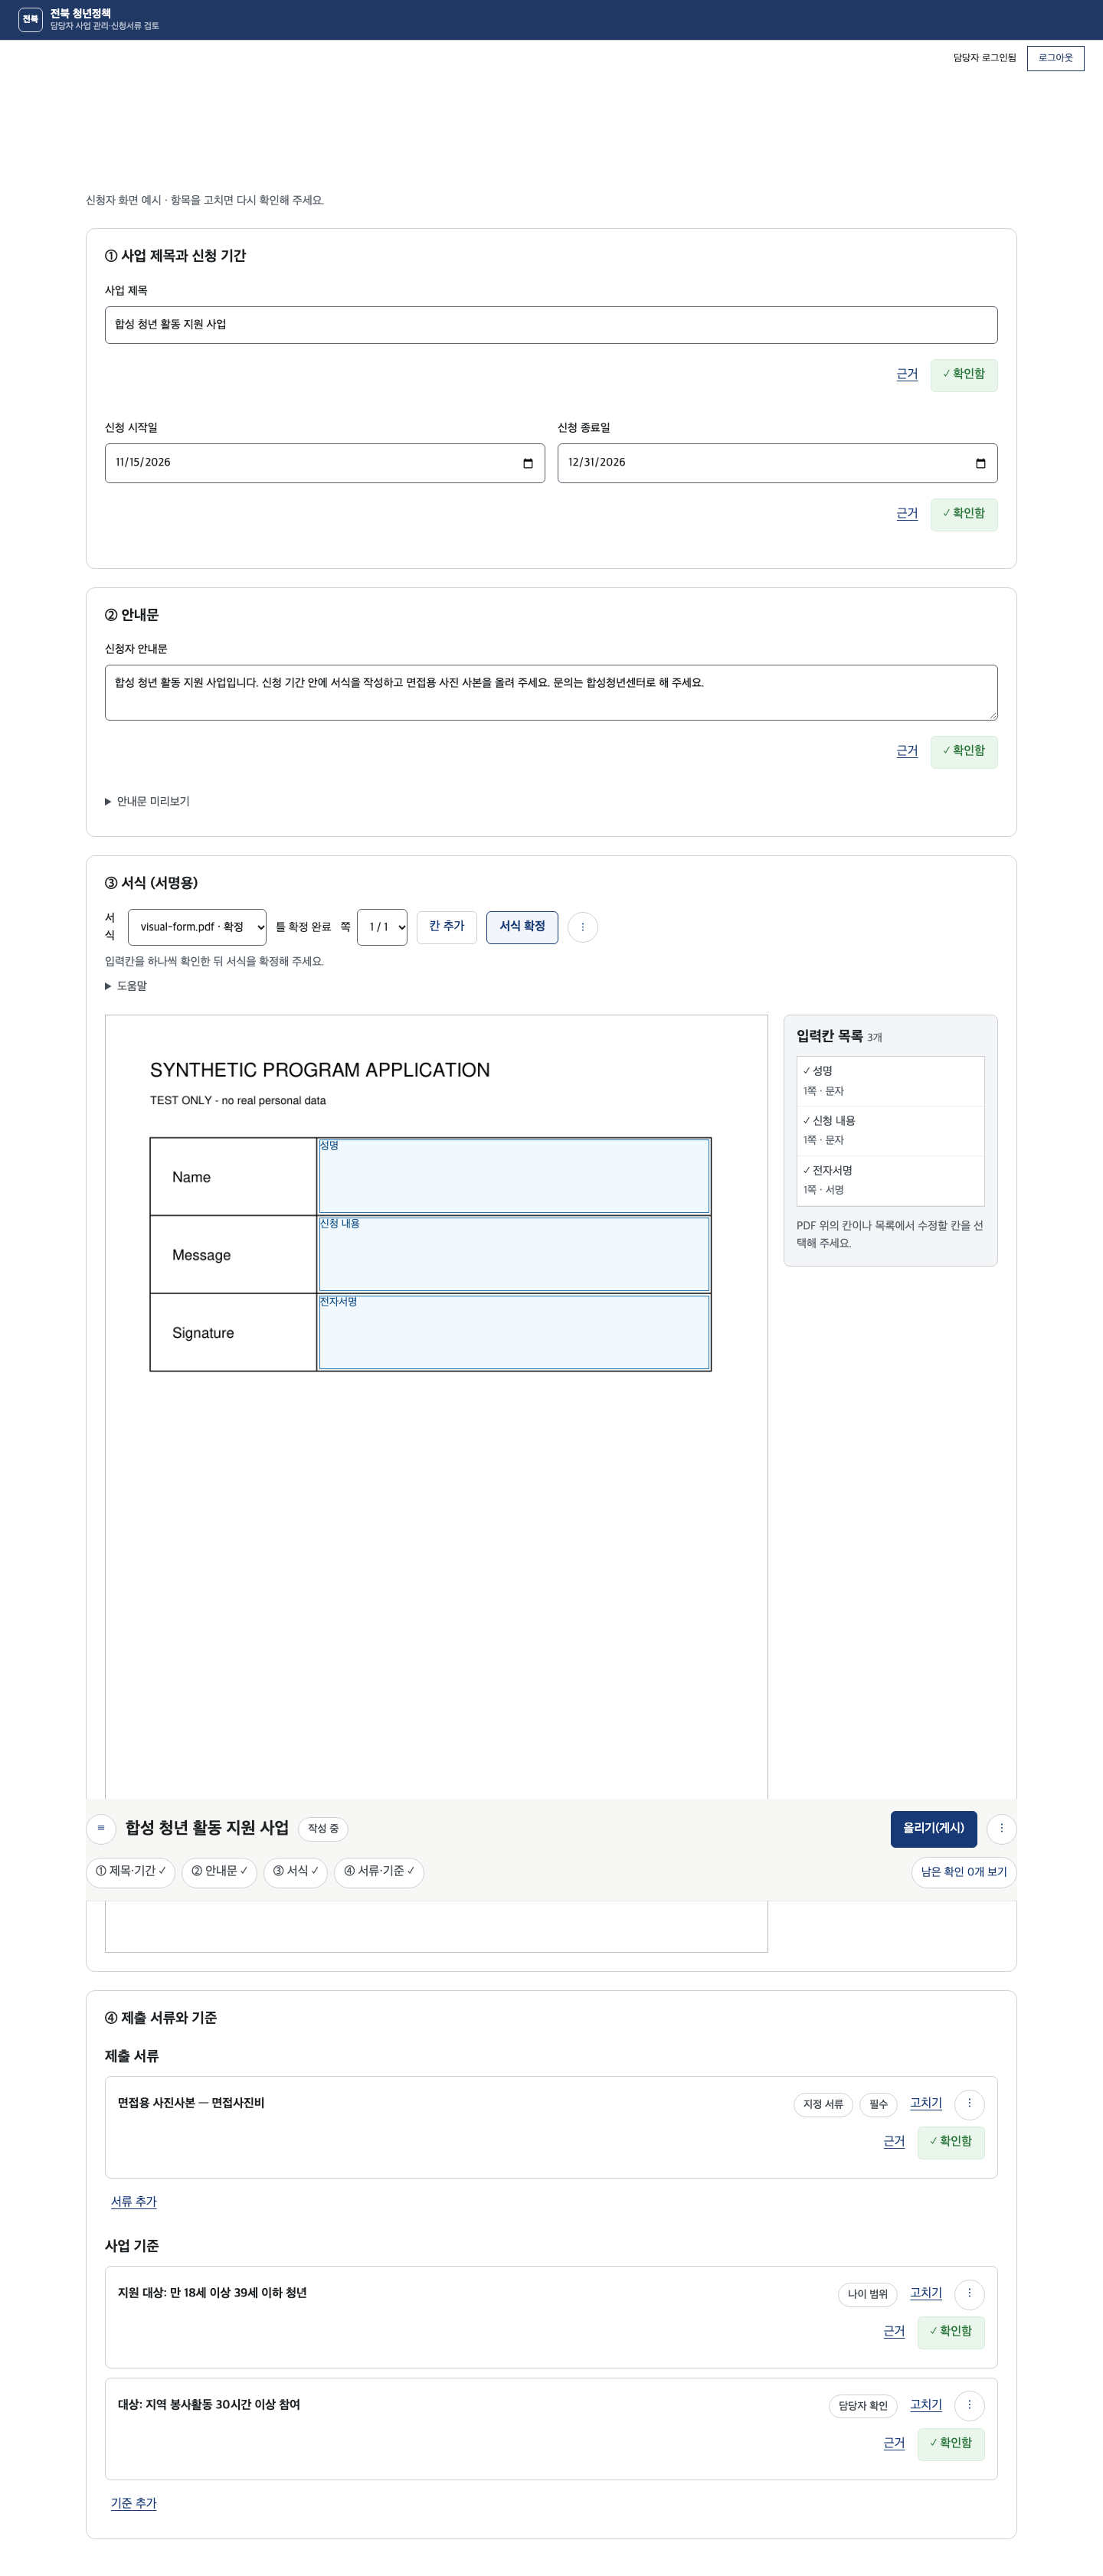 전북
전북 청년정책
담당자 사업 관리·신청서류 검토
담당자 로그인됨
로그아웃
신청자 화면 예시 · 항목을 고치면 다시 확인해 주세요.
① 사업 제목과 신청 기간
사업 제목
합성 청년 활동 지원 사업
근거
✓ 확인함
신청 시작일
신청 종료일
11/15/2026
12/31/2026
근거
✓ 확인함
② 안내문
신청자 안내문
합성 청년 활동 지원 사업입니다. 신청 기간 안에 서식을 작성하고 면접용 사진 사본을 올려 주세요. 문의는 합성청년센터로 해 주세요.
근거
✓ 확인함
▶ 안내문 미리보기
③ 서식 (서명용)
서식
visual-form.pdf · 확정
틀 확정 완료
쪽
1 / 1
칸 추가
서식 확정
⋮
입력칸을 하나씩 확인한 뒤 서식을 확정해 주세요.
▶ 도움말
SYNTHETIC PROGRAM APPLICATION
TEST ONLY - no real personal data
Name
성명
Message
신청 내용
Signature
전자서명
입력칸 목록 3개
✓ 성명
1쪽 · 문자
✓ 신청 내용
1쪽 · 문자
✓ 전자서명
1쪽 · 서명
PDF 위의 칸이나 목록에서 수정할 칸을 선
택해 주세요.
≡
합성 청년 활동 지원 사업
작성 중
올리기(게시)
⋮
① 제목·기간 ✓
② 안내문 ✓
③ 서식 ✓
④ 서류·기준 ✓
남은 확인 0개 보기
④ 제출 서류와 기준
제출 서류
면접용 사진사본 — 면접사진비
지정 서류
필수
고치기
⋮
근거
✓ 확인함
서류 추가
사업 기준
지원 대상: 만 18세 이상 39세 이하 청년
나이 범위
고치기
⋮
근거
✓ 확인함
대상: 지역 봉사활동 30시간 이상 참여
담당자 확인
고치기
⋮
근거
✓ 확인함
기준 추가